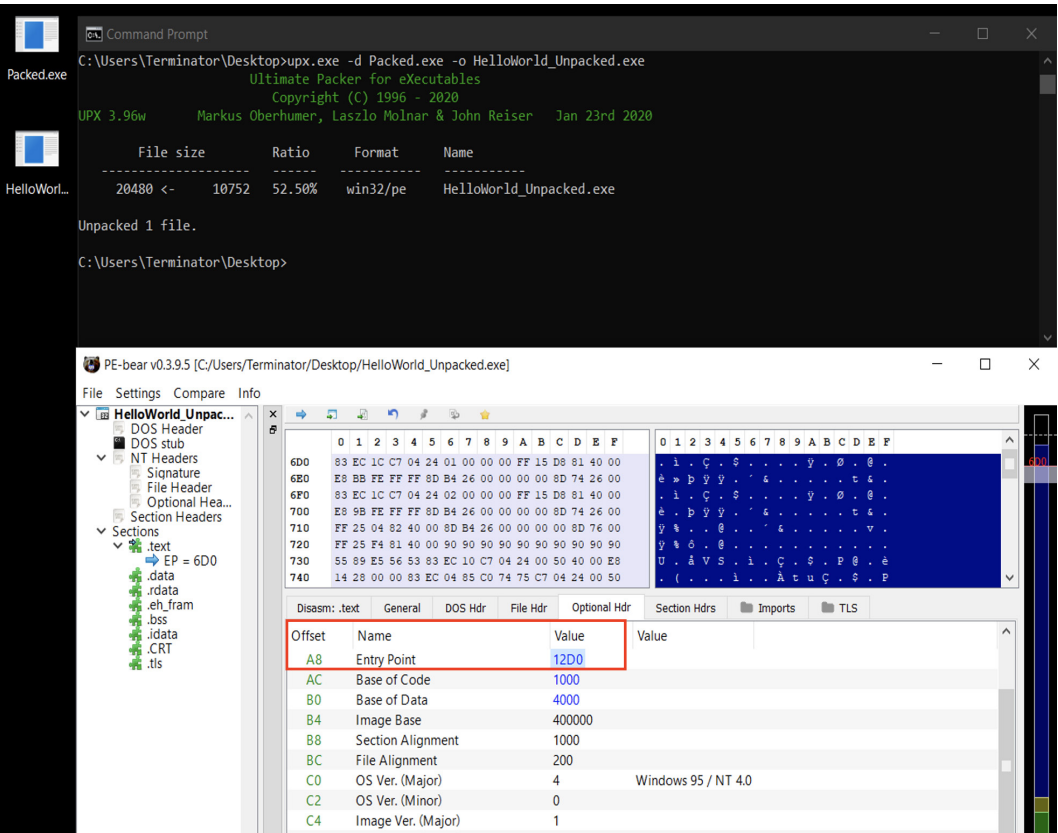 Packed.exe
HelloWorl...
Command Prompt
C:\Users\Terminator\Desktop>upx.exe -d Packed.exe -o HelloWorld_Unpacked.exe
Ultimate Packer for eXecutables
Copyright (C) 1996 - 2020
UPX 3.96w Markus Oberhumer, Laszlo Molnar & John Reiser Jan 23rd 2020
File size Ratio Format Name
-------------------- ------ ----------- -----------
20480 <- 10752 52.50% win32/pe HelloWorld_Unpacked.exe
Unpacked 1 file.
C:\Users\Terminator\Desktop>
PE-bear v0.3.9.5 [C:/Users/Terminator/Desktop/HelloWorld_Unpacked.exe]
File Settings Compare Info
HelloWorld_Unpac...
DOS Header
DOS stub
NT Headers
Signature
File Header
Optional Hea...
Section Headers
Sections
.text
EP = 6D0
.data
.rdata
.eh_fram
.bss
.idata
.CRT
.tls
0 1 2 3 4 5 6 7 8 9 A B C D E F
6D0 83 EC 1C C7 04 24 01 00 00 00 FF 15 D8 81 40 00
6E0 E8 BB FE FF FF 8D B4 26 00 00 00 00 8D 74 26 00
6F0 83 EC 1C C7 04 24 02 00 00 00 FF 15 D8 81 40 00
700 E8 9B FE FF FF 8D B4 26 00 00 00 00 8D 74 26 00
710 FF 25 04 82 40 00 8D B4 26 00 00 00 00 8D 76 00
720 FF 25 F4 81 40 00 90 90 90 90 90 90 90 90 90 90
730 55 89 E5 56 53 83 EC 10 C7 04 24 00 50 40 00 E8
740 14 28 00 00 83 EC 04 85 C0 74 75 C7 04 24 00 50
0 1 2 3 4 5 6 7 8 9 A B C D E F
. ì . Ç . $ . . . . ÿ . Ø . @ .
è » þ ÿ ÿ . ´ & . . . . . t & .
. ì . Ç . $ . . . . ÿ . Ø . @ .
è . þ ÿ ÿ . ´ & . . . . . t & .
ÿ % . . @ . . ´ & . . . . . v .
ÿ % ô . @ . . . . . . . . . . .
U . å V S . ì . Ç . $ . P @ . è
. ( . . . ì . . À t u Ç . $ . P
6D0
Disasm: .text General DOS Hdr File Hdr Optional Hdr Section Hdrs Imports TLS
Offset Name Value Value
A8 Entry Point 12D0
AC Base of Code 1000
B0 Base of Data 4000
B4 Image Base 400000
B8 Section Alignment 1000
BC File Alignment 200
C0 OS Ver. (Major) 4 Windows 95 / NT 4.0
C2 OS Ver. (Minor) 0
C4 Image Ver. (Major) 1